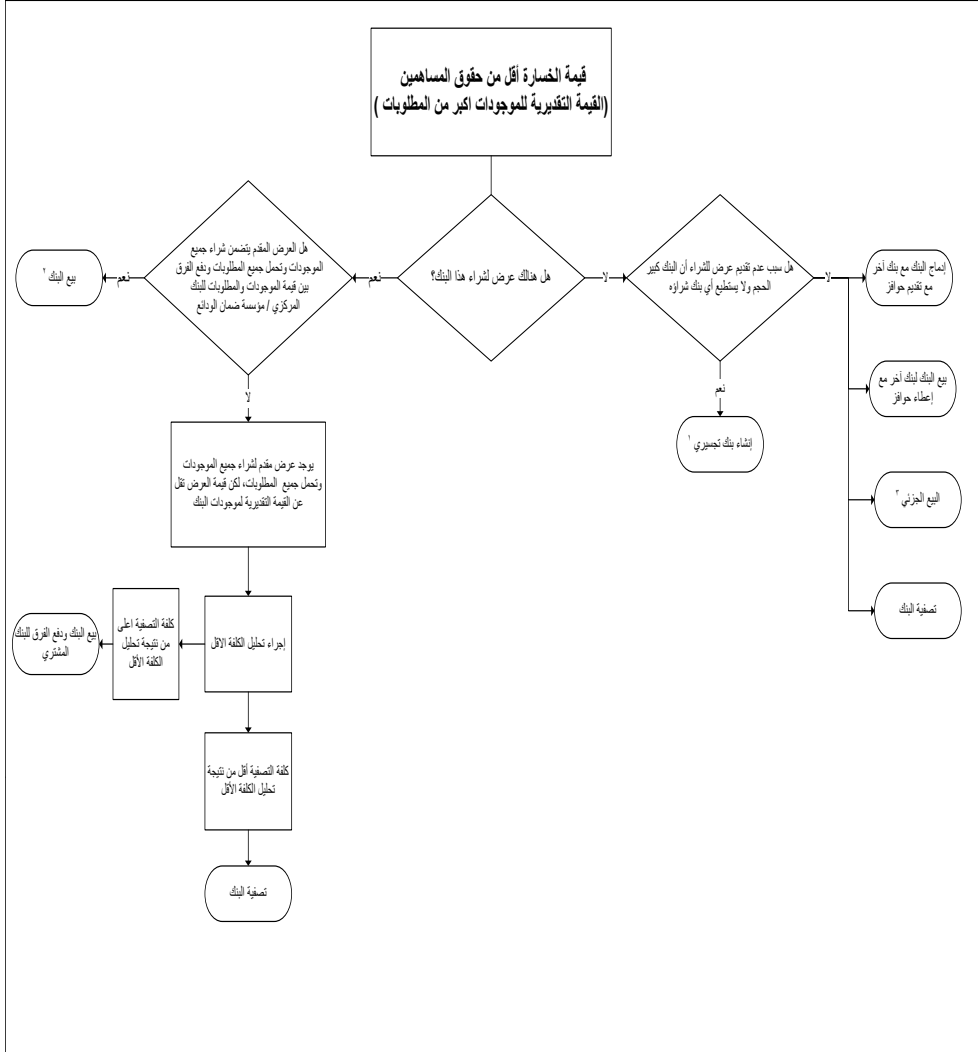 قيمة الخسارة أقل من حقوق المساهمين
(القيمة التقديرية للموجودات اكبر من المطلوبات )
هل هنالك عرض لشراء هذا البنك؟
لا
هل سبب عدم تقديم عرض للشراء أن البنك كبير
الحجم ولا يستطيع أي بنك شراؤه
لا
إدماج البنك مع بنك آخر
مع تقديم حوافز
بيع البنك لبنك آخر مع
إعطاء حوافز
البيع الجزئي ٣
تصفية البنك
نعم
إنشاء بنك تجسيري ١
نعم
هل العرض المقدم يتضمن شراء جميع
الموجودات وتحمل جميع المطلوبات ودفع الفرق
بين قيمة الموجودات والمطلوبات للبنك
المركزي / مؤسسة ضمان الودائع
نعم
بيع البنك ٢
لا
يوجد عرض مقدم لشراء جميع الموجودات
وتحمل جميع المطلوبات، لكن قيمة العرض تقل
عن القيمة التقديرية لموجودات البنك
إجراء تحليل الكلفة الاقل
كلفة التصفية اعلى
من نتيجة تحليل
الكلفة الأقل
بيع البنك ودفع الفرق للبنك
المشتري
كلفة التصفية أقل من نتيجة
تحليل الكلفة الأقل
تصفية البنك